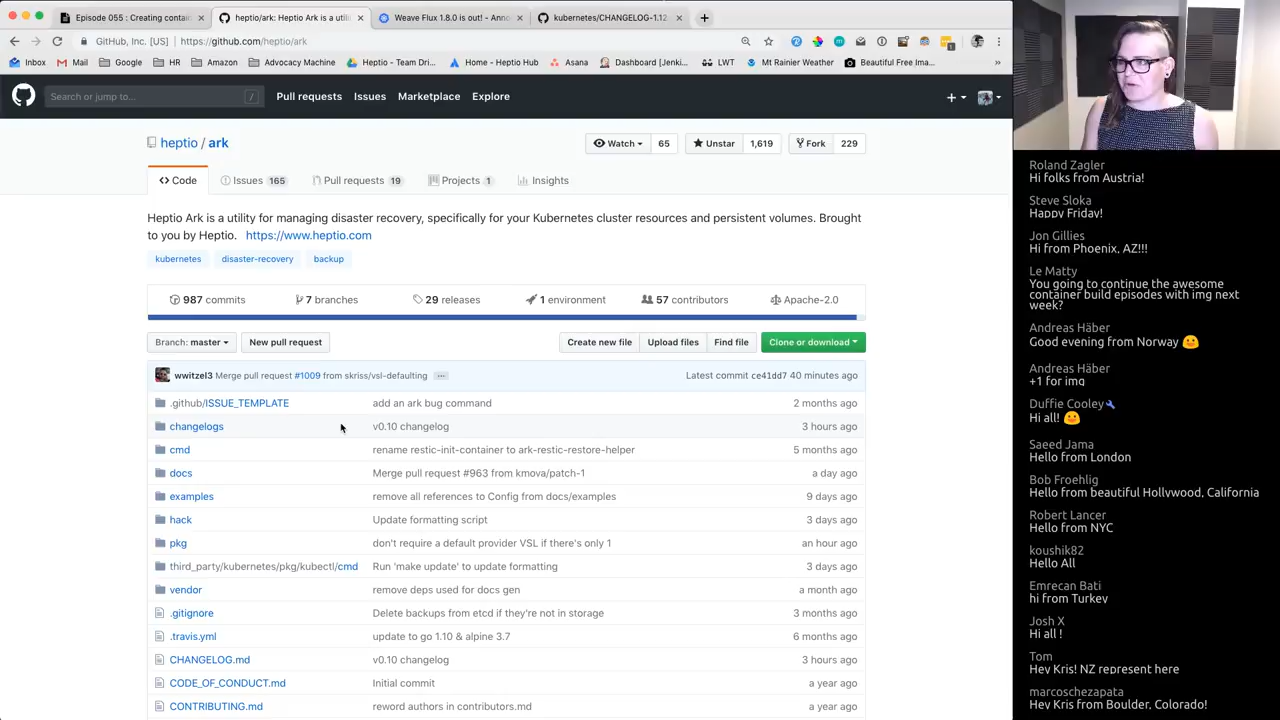 Episode 055 : Creating contai
heptio/ark: Heptio Ark is a utili
Weave Flux 1.8.0 is out! - Anno
kubernetes/CHANGELOG-1.12
GitHub, Inc. [US]
https://github.com/heptio/ark
Inbox
Mail
Google
HR
Amazon
Advocacy Machine
Heptio - Team Dri…
Home - Heptio Hub
Asana
Dashboard [Jenki…
LWT
Mt Rainier Weather
Beautiful Free Ima…
»
Search or jump to...
/
Pull requests
Issues
Marketplace
Explore
heptio / ark
Watch
65
Unstar
1,619
Fork
229
Code
Issues 165
Pull requests 19
Projects 1
Insights
Heptio Ark is a utility for managing disaster recovery, specifically for your Kubernetes cluster resources and persistent volumes. Brought
to you by Heptio. https://www.heptio.com
kubernetes
disaster-recovery
backup
987 commits
7 branches
29 releases
1 environment
57 contributors
Apache-2.0
Branch: master
New pull request
Create new file
Upload files
Find file
Clone or download
wwitzel3 Merge pull request #1009 from skriss/vsl-defaulting
Latest commit ce41dd7 40 minutes ago
.github/ISSUE_TEMPLATE add an ark bug command 2 months ago
changelogs v0.10 changelog 3 hours ago
cmd rename restic-init-container to ark-restic-restore-helper 5 months ago
docs Merge pull request #963 from kmova/patch-1 a day ago
examples remove all references to Config from docs/examples 9 days ago
hack Update formatting script 3 days ago
pkg don't require a default provider VSL if there's only 1 an hour ago
third_party/kubernetes/pkg/kubectl/cmd Run 'make update' to update formatting 3 days ago
vendor remove deps used for docs gen a month ago
.gitignore Delete backups from etcd if they're not in storage 3 months ago
.travis.yml update to go 1.10 & alpine 3.7 6 months ago
CHANGELOG.md v0.10 changelog 3 hours ago
CODE_OF_CONDUCT.md Initial commit a year ago
CONTRIBUTING.md reword authors in contributors.md a year ago
Roland Zagler
Hi folks from Austria!
Steve Sloka
Happy Friday!
Jon Gillies
Hi from Phoenix, AZ!!!
Le Matty
You going to continue the awesome
container build episodes with img next
week?
Andreas Häber
Good evening from Norway
Andreas Häber
+1 for img
Duffie Cooley
Hi all!
Saeed Jama
Hello from London
Bob Froehlig
Hello from beautiful Hollywood, California
Robert Lancer
Hello from NYC
koushik82
Hello All
Emrecan Bati
hi from Turkey
Josh X
Hi all !
Tom
Hey Kris! NZ represent here
marcoschezapata
Hey Kris from Boulder, Colorado!